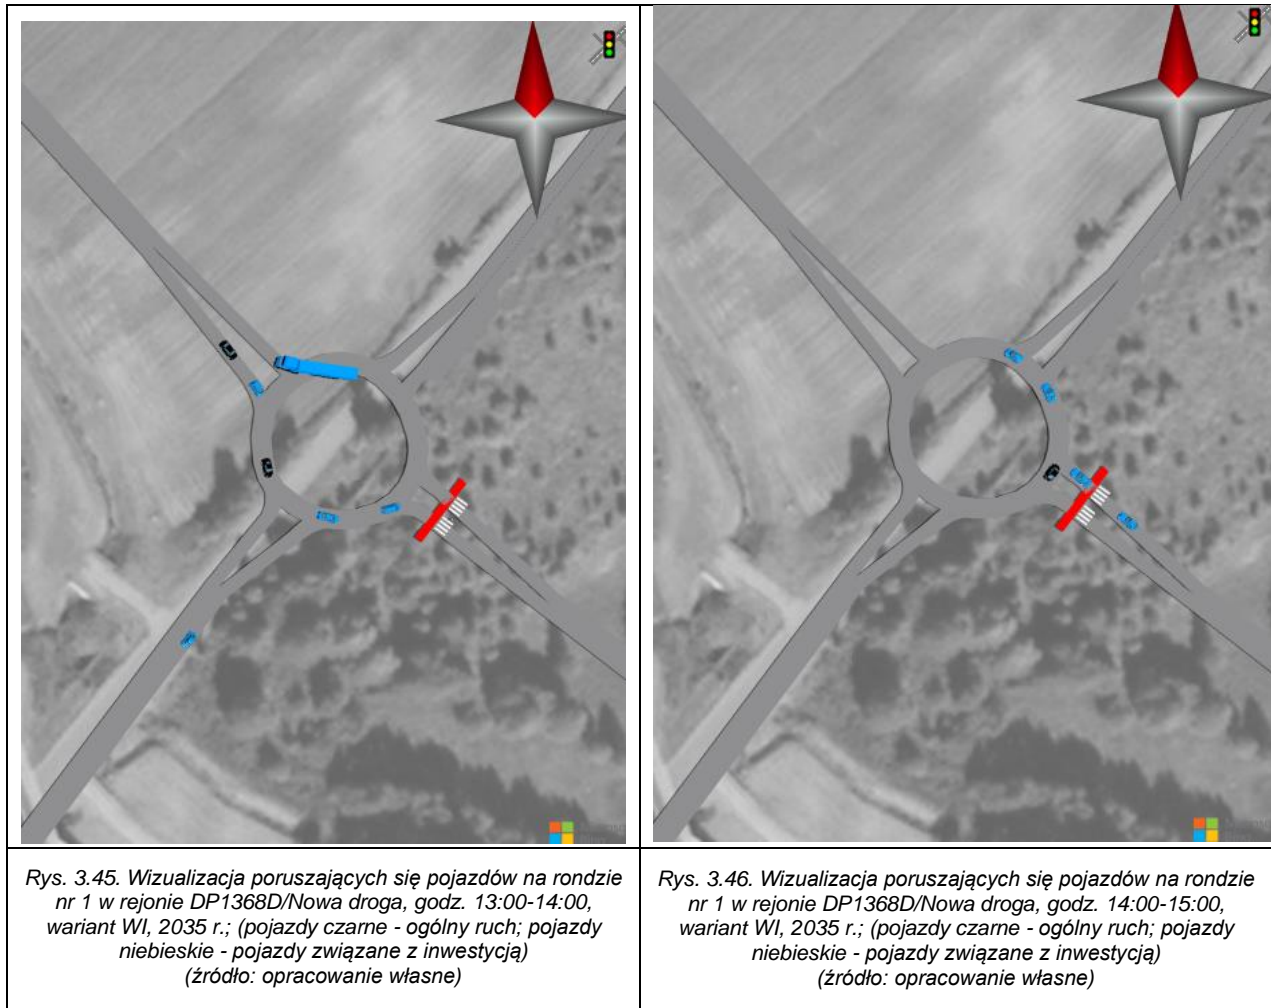 Rys. 3.45. Wizualizacja poruszających się pojazdów na rondzie
nr 1 w rejonie DP1368D/Nowa droga, godz. 13:00-14:00,
wariant WI, 2035 r.; (pojazdy czarne - ogólny ruch; pojazdy
niebieskie - pojazdy związane z inwestycją)
(źródło: opracowanie własne)
Rys. 3.46. Wizualizacja poruszających się pojazdów na rondzie
nr 1 w rejonie DP1368D/Nowa droga, godz. 14:00-15:00,
wariant WI, 2035 r.; (pojazdy czarne - ogólny ruch; pojazdy
niebieskie - pojazdy związane z inwestycją)
(źródło: opracowanie własne)